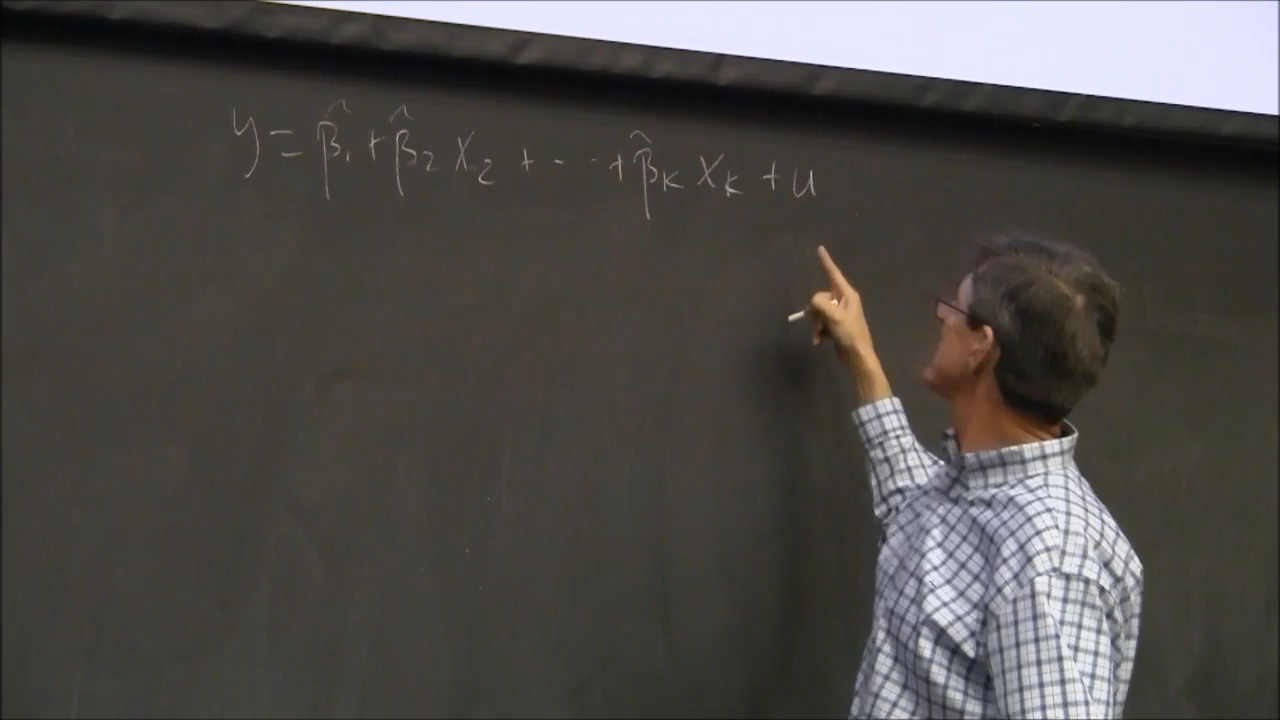 y = β̂₁ + β̂₂ X₂ + - - - + β̂ₖ Xₖ + u